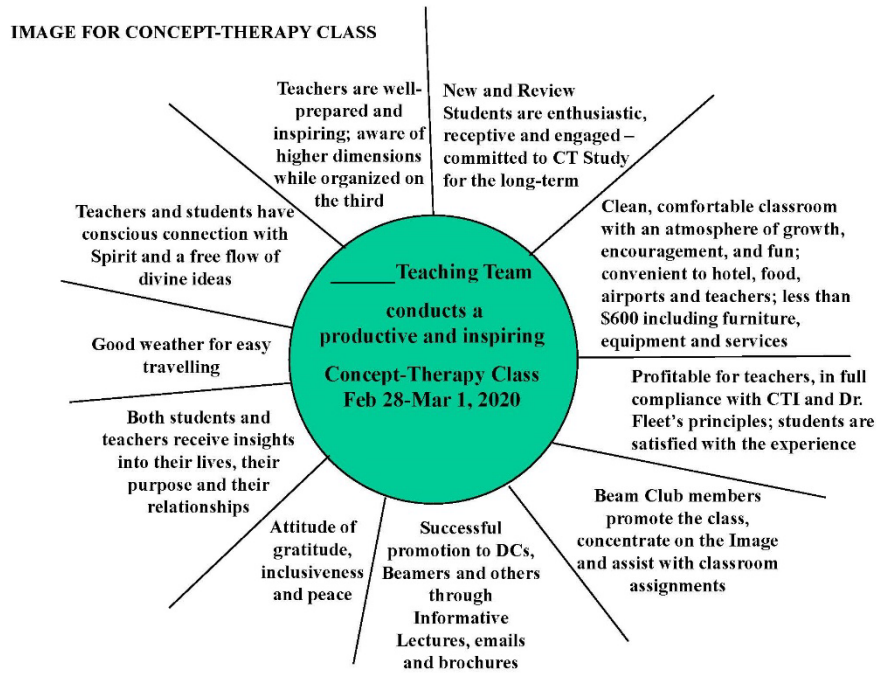 IMAGE FOR CONCEPT-THERAPY CLASS
Teachers are well-
prepared and
inspiring; aware of
higher dimensions
while organized on
the third
New and Review
Students are enthusiastic,
receptive and engaged –
committed to CT Study
for the long-term
Clean, comfortable classroom
with an atmosphere of growth,
encouragement, and fun;
convenient to hotel, food,
airports and teachers; less than
$600 including furniture,
equipment and services
Profitable for teachers, in full
compliance with CTI and Dr.
Fleet's principles; students are
satisfied with the experience
Beam Club members
promote the class,
concentrate on the Image
and assist with classroom
assignments
Successful
promotion to DCs,
Beamers and others
through
Informative
Lectures, emails
and brochures
Attitude of
gratitude,
inclusiveness
and peace
Both students and
teachers receive insights
into their lives, their
purpose and their
relationships
Good weather for easy
travelling
Teachers and students have
conscious connection with
Spirit and a free flow of
divine ideas
______Teaching Team
conducts a
productive and inspiring
Concept-Therapy Class
Feb 28-Mar 1, 2020